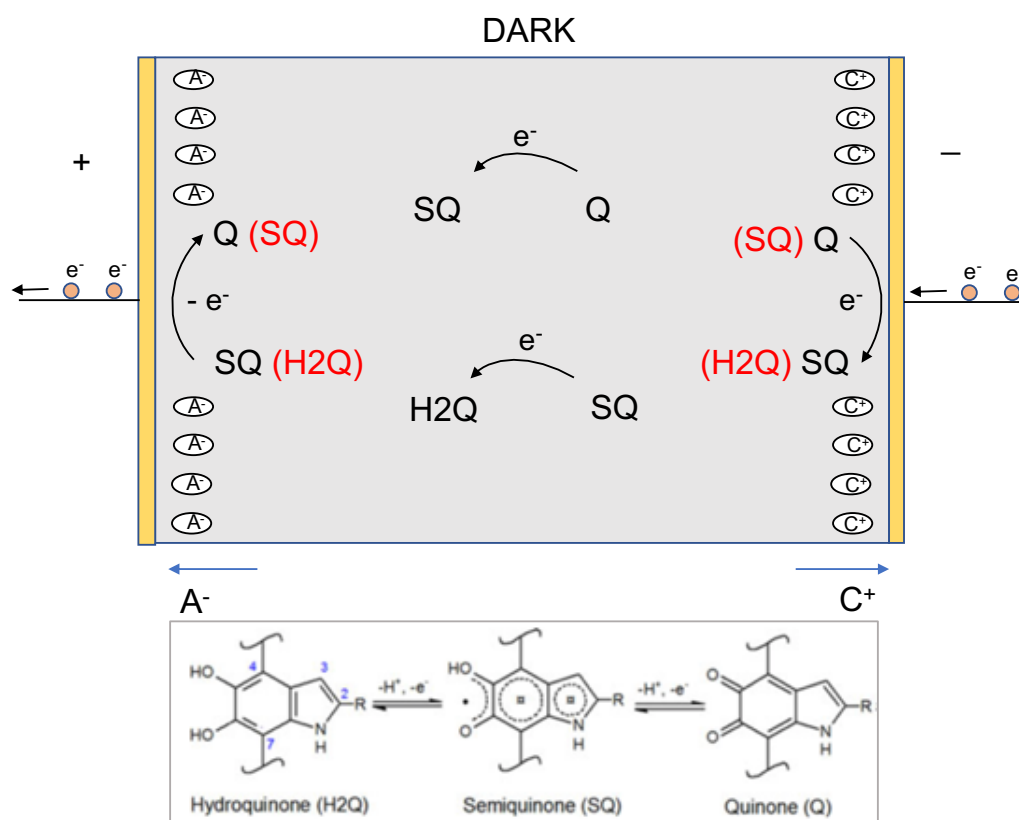 DARK
A- C+
A- C+
+ A- e- C+ –
A- C+
SQ Q
Q (SQ) (SQ) Q
e- e- e- e
- e- e-
e-
SQ (H2Q) (H2Q) SQ
H2Q SQ
A- C+
A- C+
A- C+
A- C+
A- C+
HO 4 3 2 R HO 7 N H
-H+, -e-
HO O R N H
-H+, -e-
O O R N H
Hydroquinone (H2Q) Semiquinone (SQ) Quinone (Q)